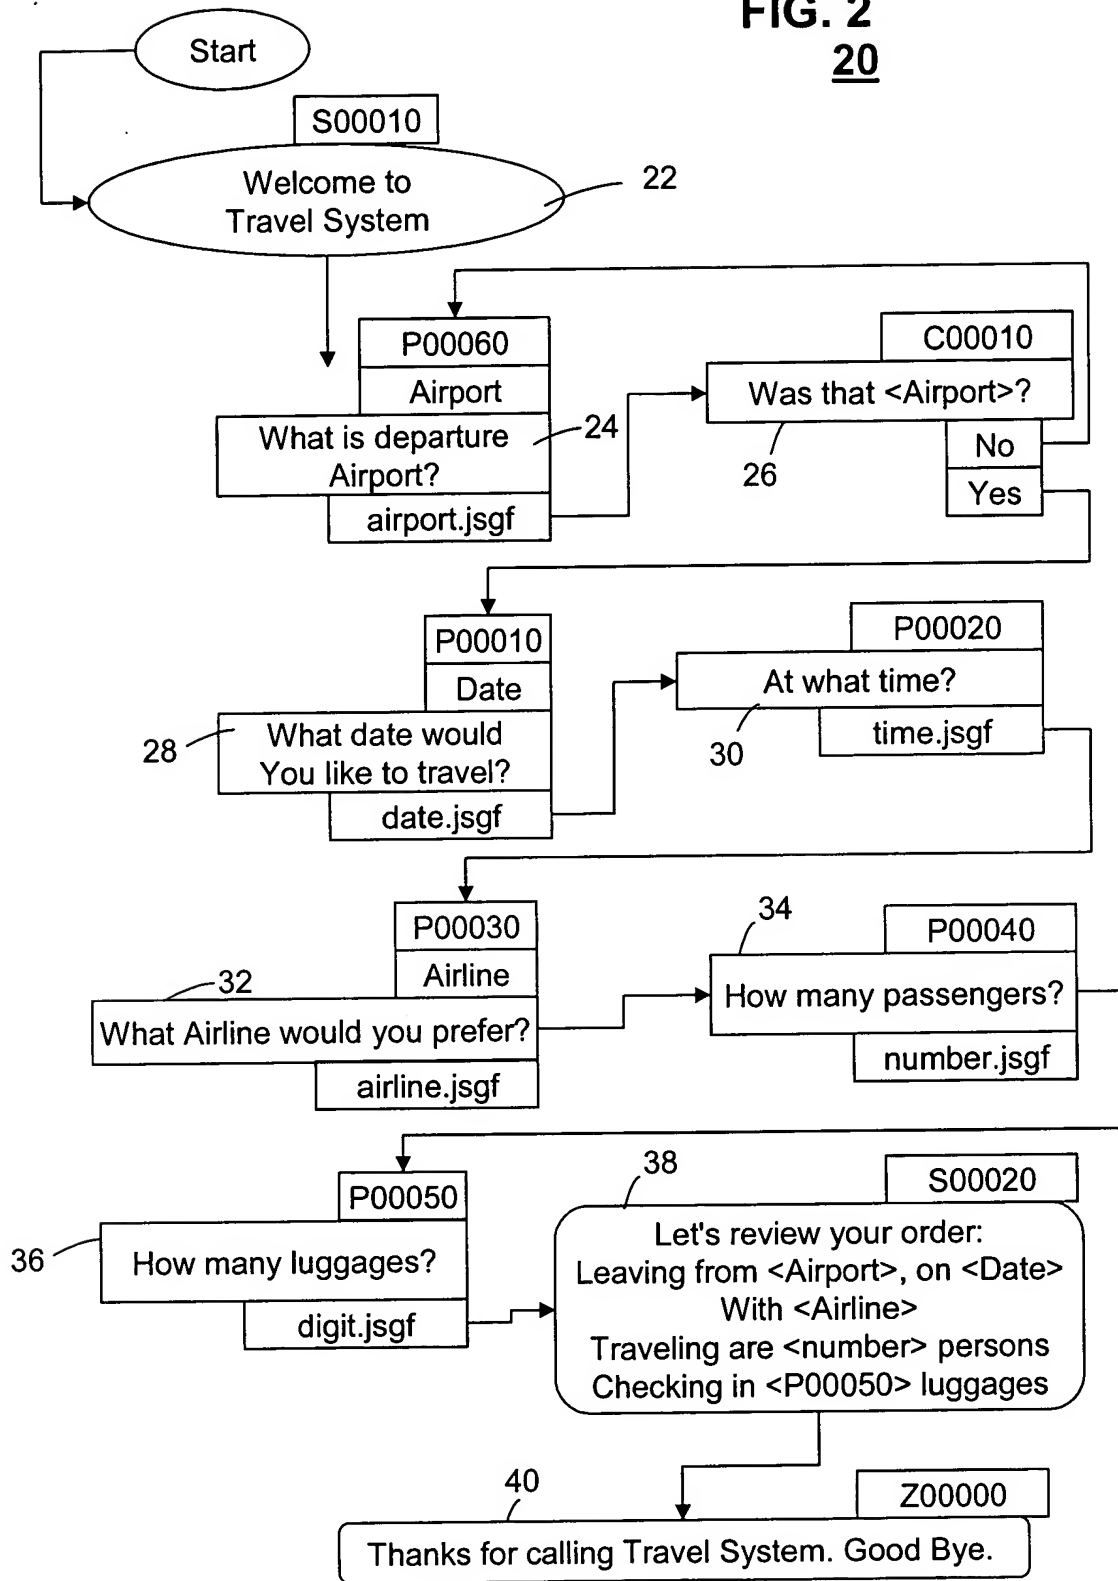 FIG. 2
20
Start
S00010
Welcome to
Travel System
22
P00060
Airport
What is departure
Airport?
24
airport.jsgf
C00010
Was that <Airport>?
26
No
Yes
P00010
Date
What date would
You like to travel?
28
date.jsgf
P00020
At what time?
30
time.jsgf
P00030
Airline
32
What Airline would you prefer?
airline.jsgf
34
P00040
How many passengers?
number.jsgf
P00050
36
How many luggages?
digit.jsgf
38
S00020
Let's review your order:
Leaving from <Airport>, on <Date>
With <Airline>
Traveling are <number> persons
Checking in <P00050> luggages
40
Z00000
Thanks for calling Travel System. Good Bye.